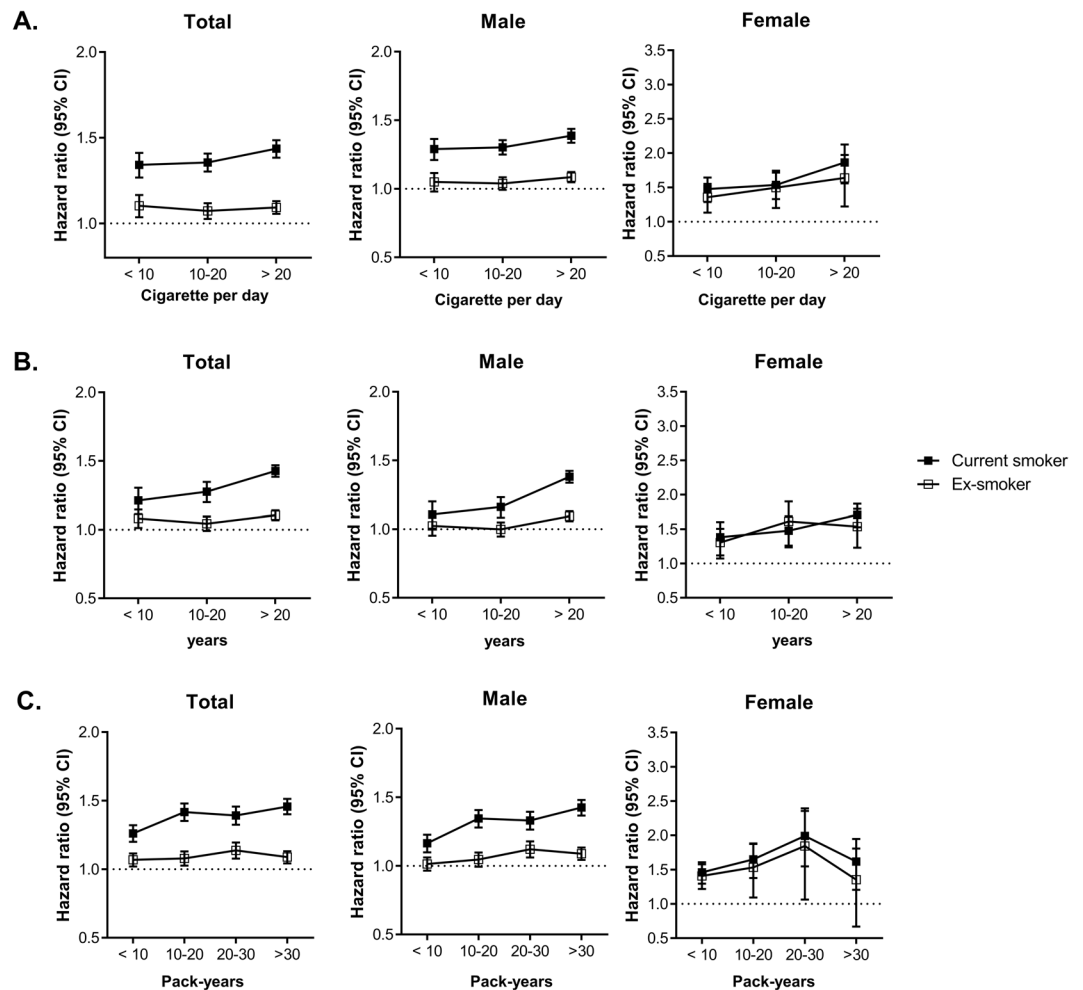 A.
Total
Male
Female
Hazard ratio (95% CI)
2.0
1.5
1.0
< 10
10-20
> 20
Cigarette per day
Hazard ratio (95% CI)
2.0
1.5
1.0
0.5
< 10
10-20
> 20
Cigarette per day
Hazard ratio (95% CI)
3.5
3.0
2.5
2.0
1.5
1.0
0.5
< 10
10-20
> 20
Cigarette per day
B.
Total
Male
Female
Hazard ratio (95% CI)
2.0
1.5
1.0
0.5
< 10
10-20
> 20
years
Hazard ratio (95% CI)
2.0
1.5
1.0
0.5
< 10
10-20
> 20
years
Hazard ratio (95% CI)
3.5
3.0
2.5
2.0
1.5
1.0
0.5
< 10
10-20
> 20
years
Current smoker
Ex-smoker
C.
Total
Male
Female
Hazard ratio (95% CI)
2.0
1.5
1.0
0.5
< 10
10-20
20-30
>30
Pack-years
Hazard ratio (95% CI)
2.0
1.5
1.0
0.5
< 10
10-20
20-30
>30
Pack-years
Hazard ratio (95% CI)
3.5
3.0
2.5
2.0
1.5
1.0
0.5
< 10
10-20
20-30
>30
Pack-years